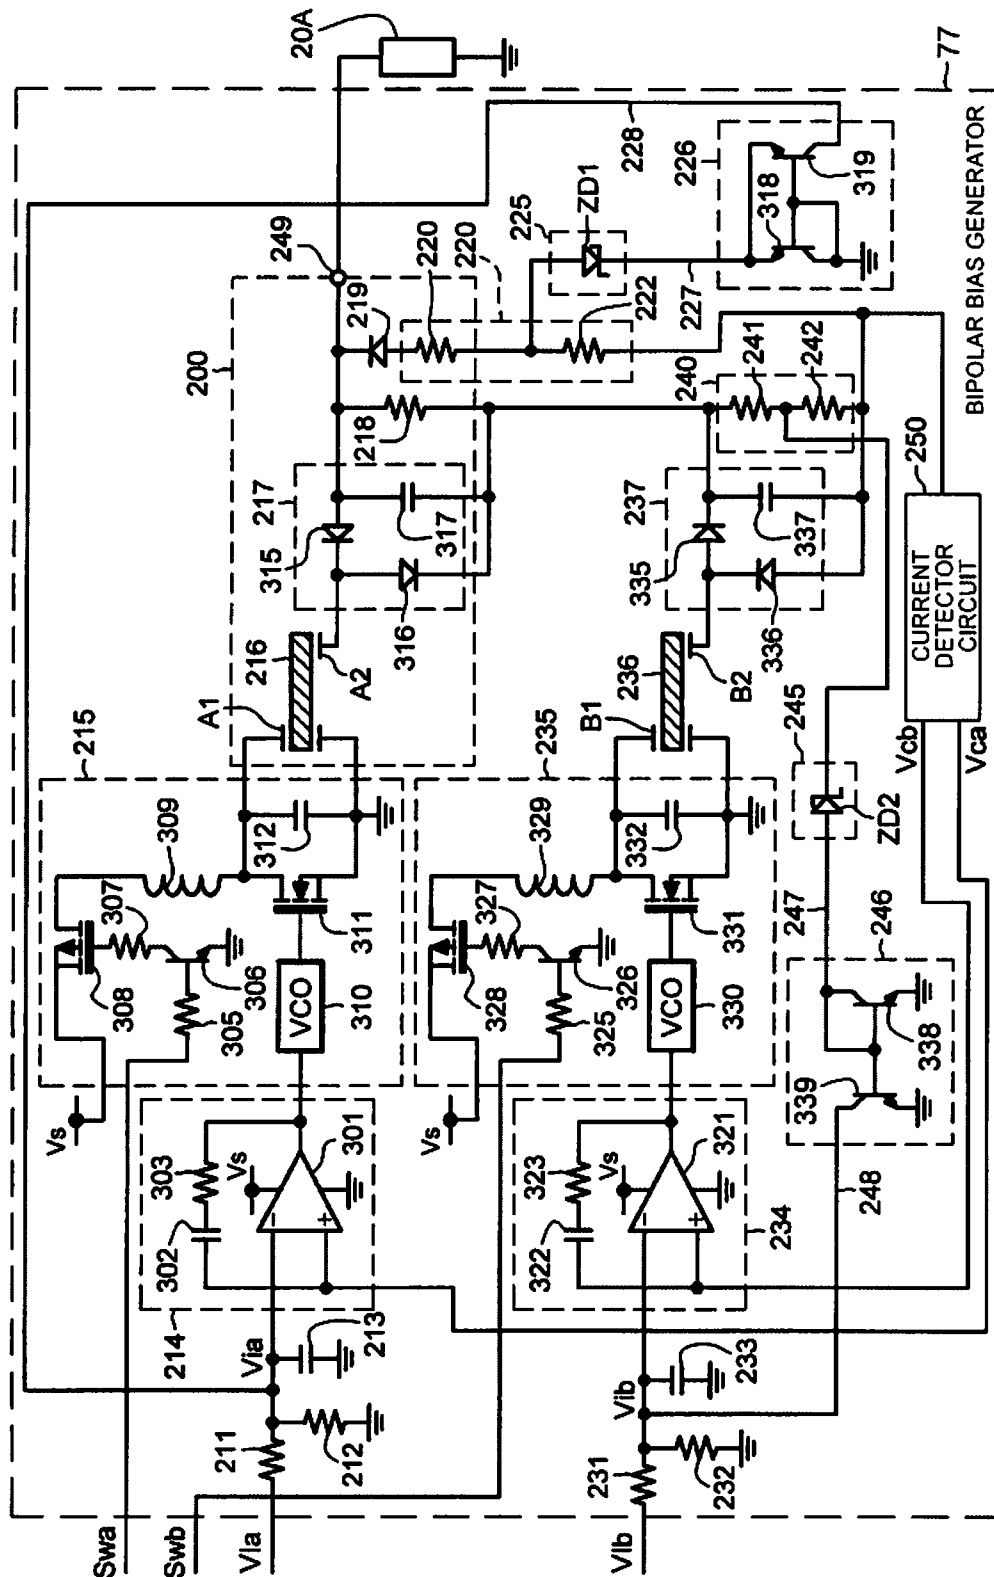 20A
77
BIPOLAR BIAS GENERATOR
228
226
318
319
249
225
ZD1
227
220
220
222
219
200
218
240
241
242
217
315
317
316
237
335
337
336
250
CURRENT
DETECTOR
CIRCUIT
Vcb
Vca
216
A1
A2
236
B1
B2
245
ZD2
247
246
338
339
248
215
309
312
307
308
306
305
311
VCO
310
Vs
235
329
332
327
328
326
325
331
VCO
330
Vs
303
Vs
301
302
214
−
+
323
Vs
321
322
234
−
+
Via
213
211
212
Vib
233
231
232
Swa
Swb
VIa
VIb